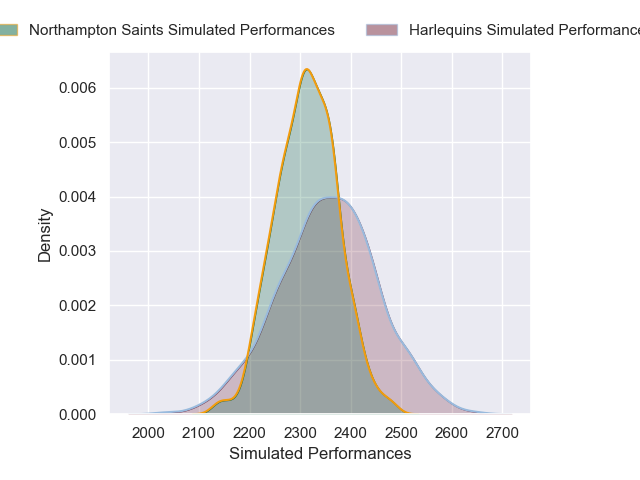 Northampton Saints Simulated Performances Harlequins Simulated
0.006
0.005
0.004
0.003
0.002
0.001
0.000
Density
2000 2100 2200 2300 2400 2500 2600 2700
Simulated Performances